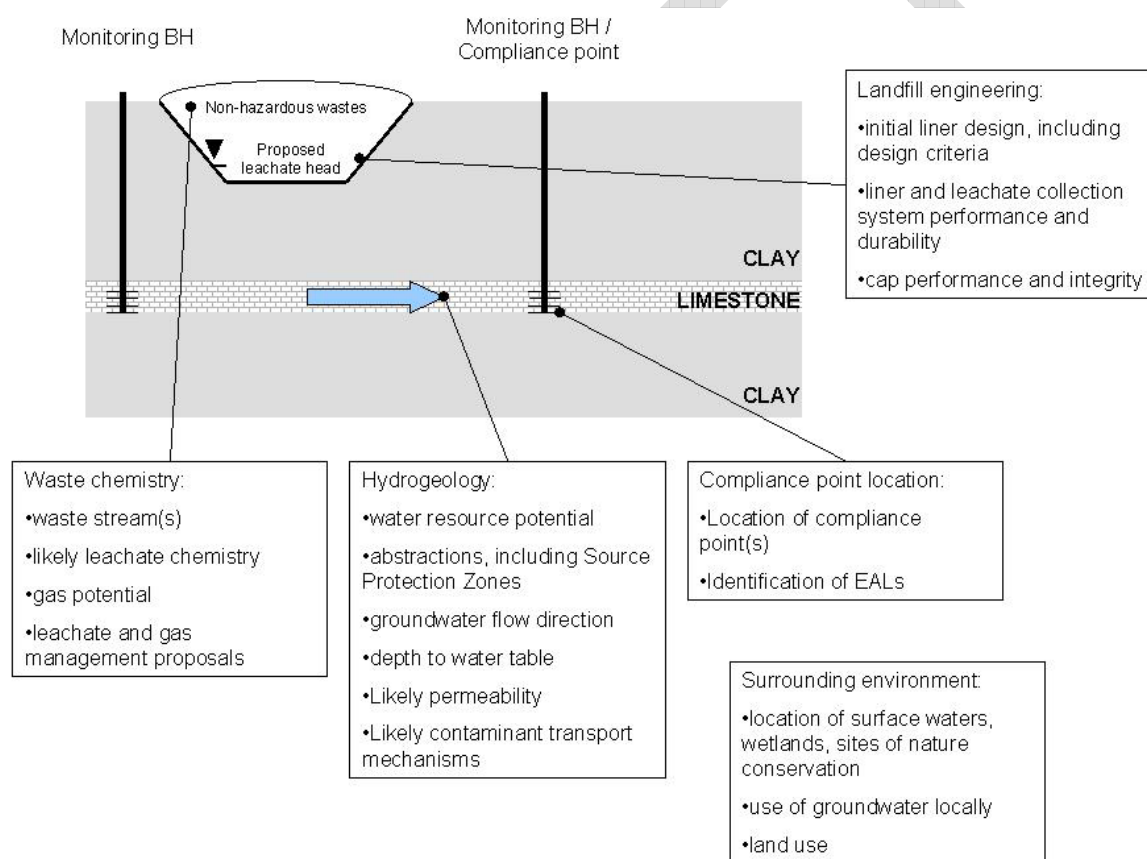 Monitoring BH
Monitoring BH /
Compliance point
Non-hazardous wastes
Proposed
leachate head
CLAY
LIMESTONE
CLAY
Landfill engineering:
•initial liner design, including
design criteria
•liner and leachate collection
system performance and
durability
•cap performance and integrity
Waste chemistry:
•waste stream(s)
•likely leachate chemistry
•gas potential
•leachate and gas
management proposals
Hydrogeology:
•water resource potential
•abstractions, including Source
Protection Zones
•groundwater flow direction
•depth to water table
•Likely permeability
•Likely contaminant transport
mechanisms
Compliance point location:
•Location of compliance
point(s)
•Identification of EALs
Surrounding environment:
•location of surface waters,
wetlands, sites of nature
conservation
•use of groundwater locally
•land use